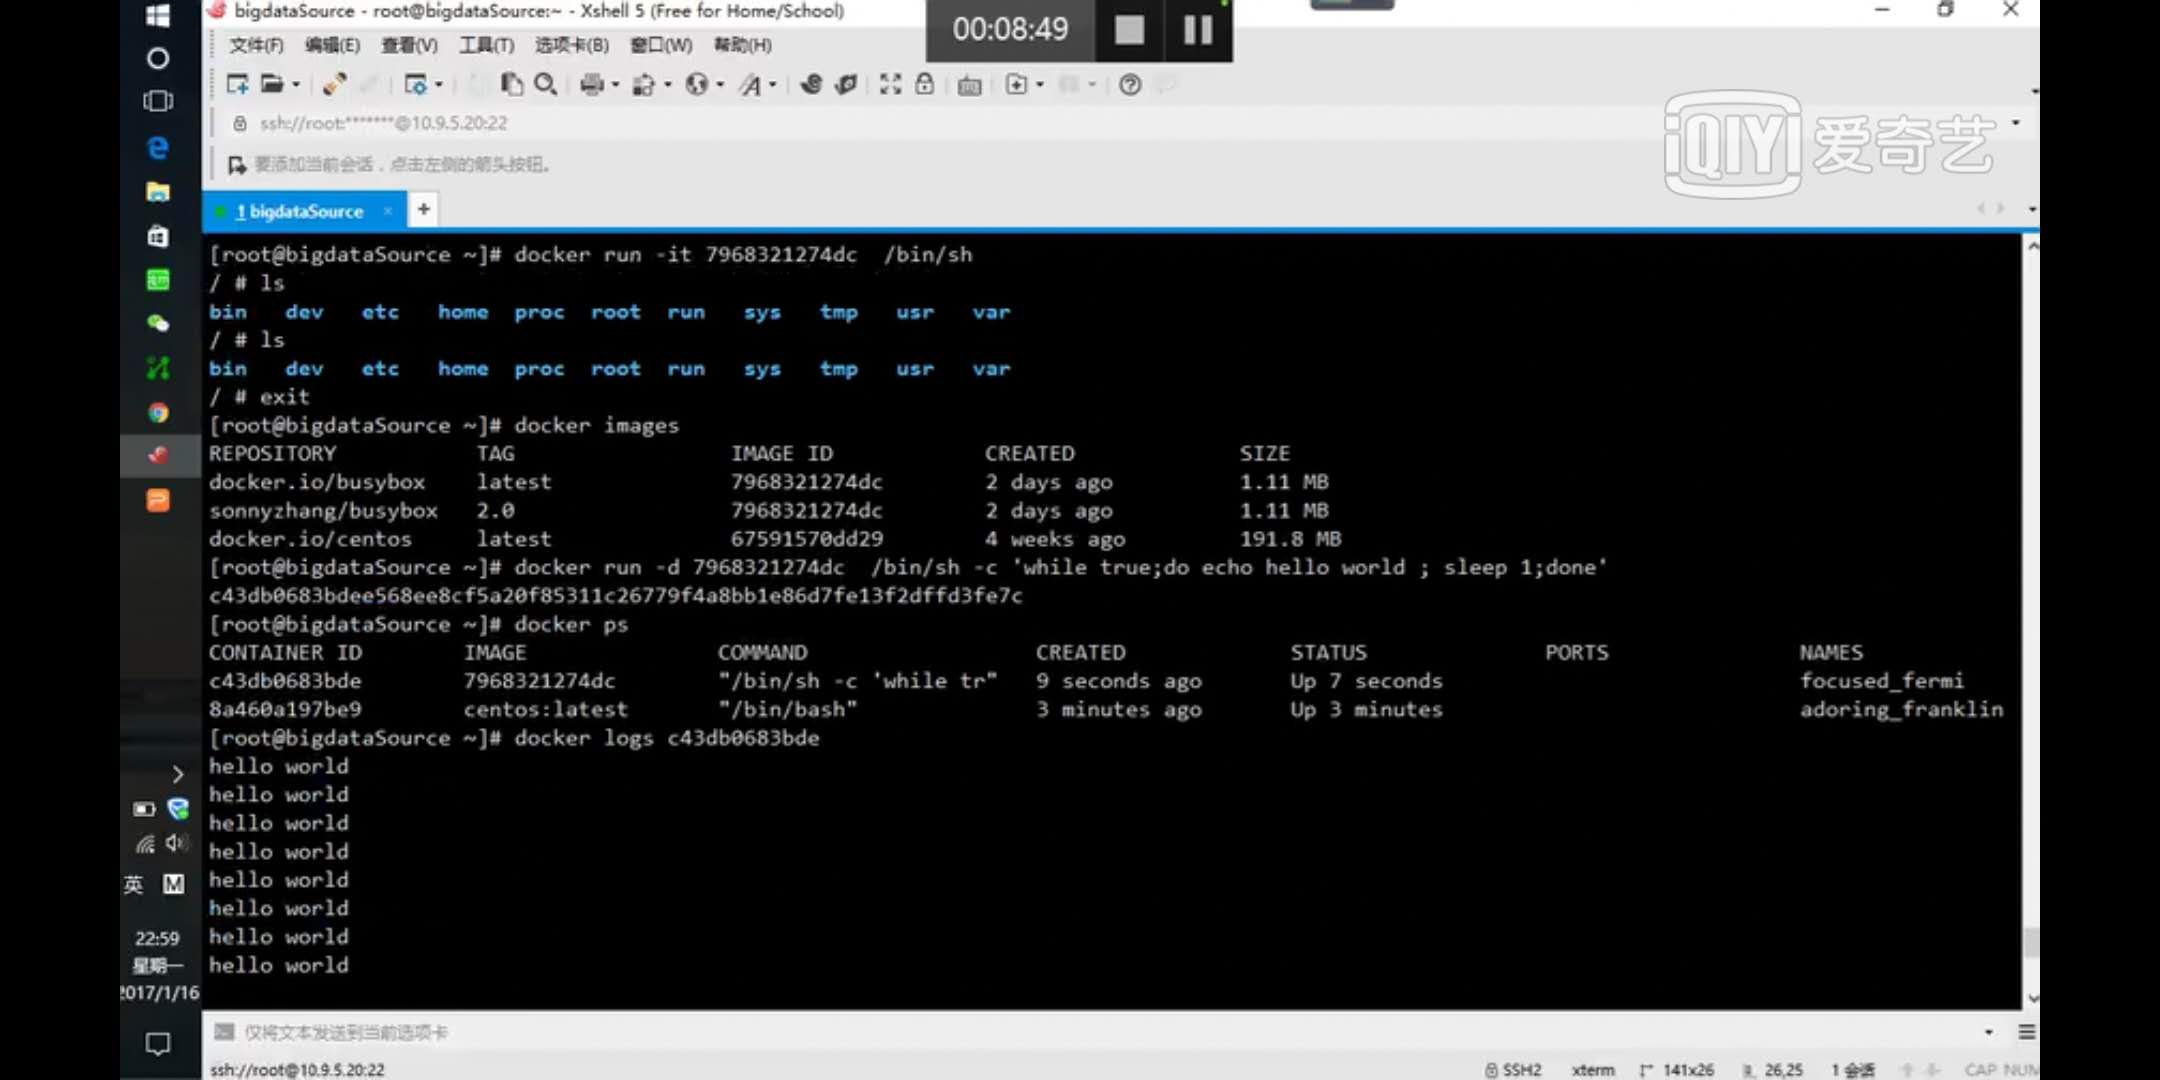 bigdataSource - root@bigdataSource:~ - Xshell 5 (Free for Home/School)
00:08:49
文件(F) 编辑(E) 查看(V) 工具(T) 选项卡(B) 窗口(W) 帮助(H)
ssh://root:*******@10.9.5.20:22
要添加当前会话，点击左侧的箭头按钮。
iQIYI 爱奇艺
1 bigdataSource
[root@bigdataSource ~]# docker run -it 7968321274dc  /bin/sh
/ # ls
bin dev etc home proc root run sys tmp usr var
/ # ls
bin dev etc home proc root run sys tmp usr var
/ # exit
[root@bigdataSource ~]# docker images
REPOSITORY TAG IMAGE ID CREATED SIZE
docker.io/busybox latest 7968321274dc 2 days ago 1.11 MB
sonnyzhang/busybox 2.0 7968321274dc 2 days ago 1.11 MB
docker.io/centos latest 67591570dd29 4 weeks ago 191.8 MB
[root@bigdataSource ~]# docker run -d 7968321274dc  /bin/sh -c 'while true;do echo hello world ; sleep 1;done'
c43db0683bdee568ee8cf5a20f85311c26779f4a8bb1e86d7fe13f2dffd3fe7c
[root@bigdataSource ~]# docker ps
CONTAINER ID IMAGE COMMAND CREATED STATUS PORTS NAMES
c43db0683bde 7968321274dc "/bin/sh -c 'while tr" 9 seconds ago Up 7 seconds focused_fermi
8a460a197be9 centos:latest "/bin/bash" 3 minutes ago Up 3 minutes adoring_franklin
[root@bigdataSource ~]# docker logs c43db0683bde
hello world
hello world
hello world
hello world
hello world
hello world
hello world
hello world
英 M
22:59
星期一
2017/1/16
仅将文本发送到当前选项卡
ssh://root@10.9.5.20:22
SSH2 xterm 141x26 26,25 1 会话 CAP NUM